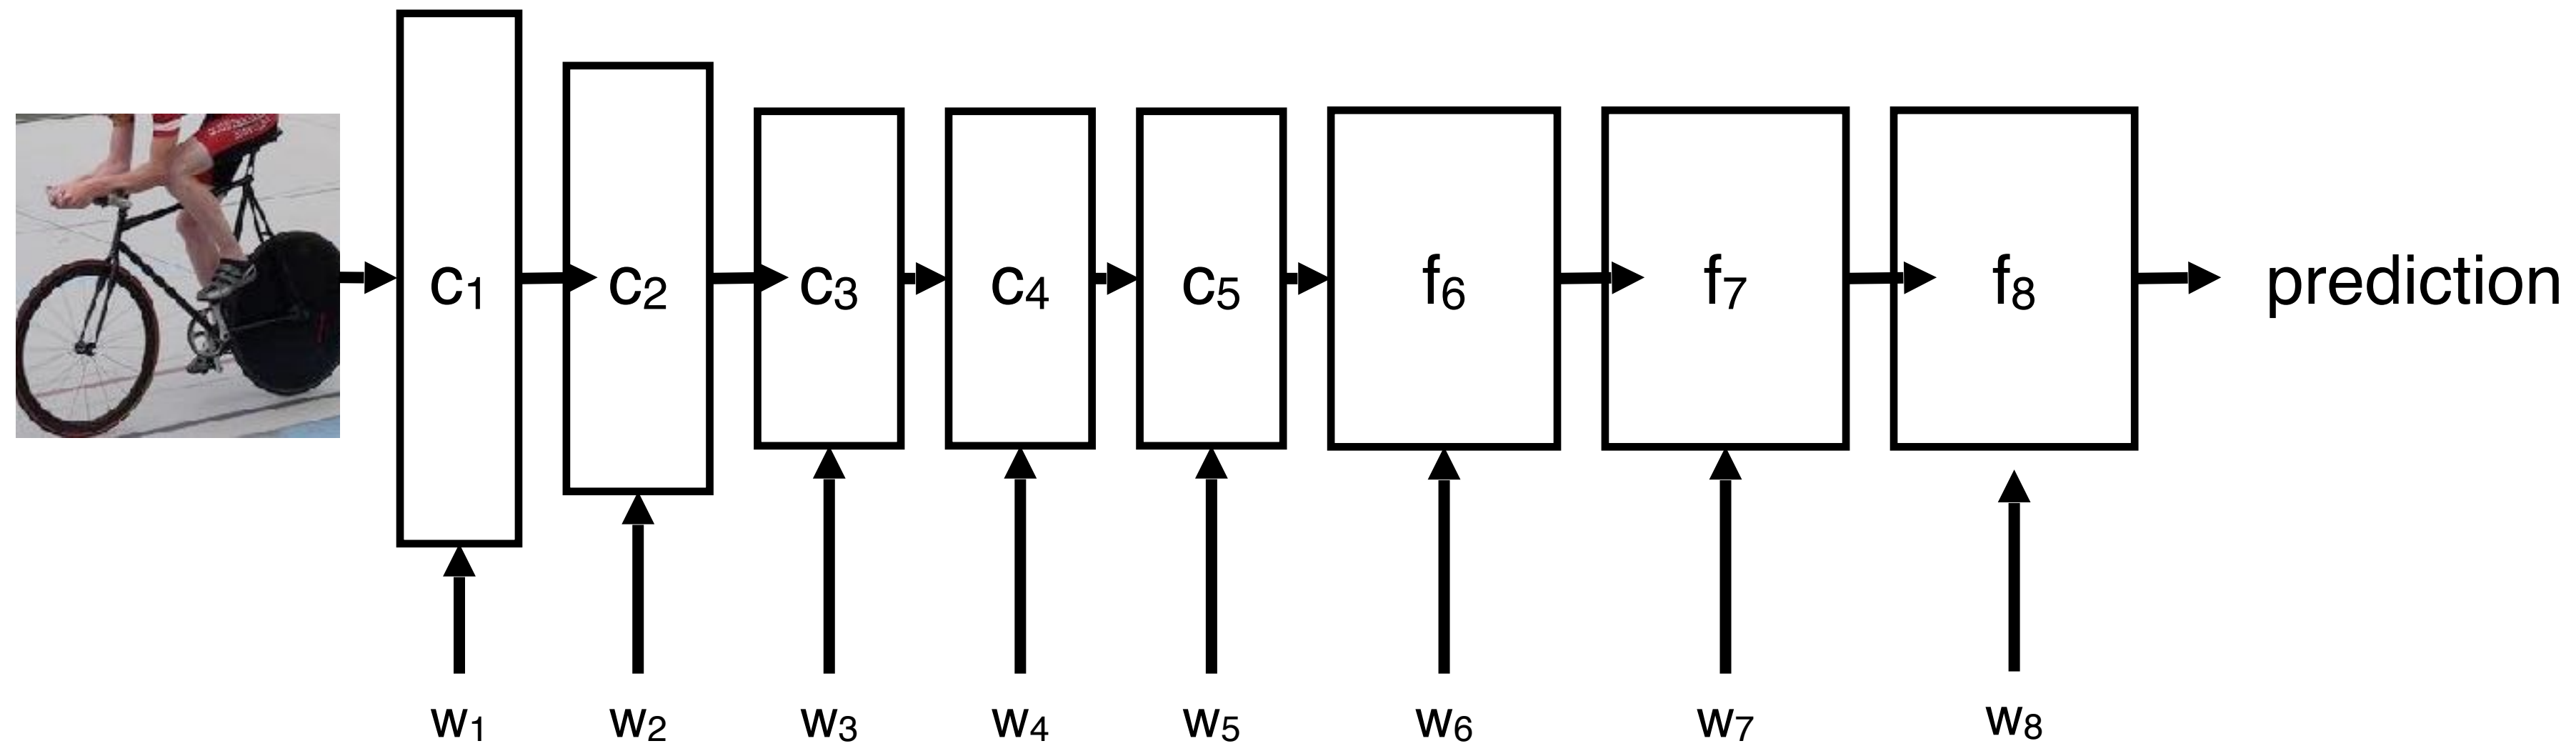 c₁ c₂ c₃ c₄ c₅ f₆ f₇ f₈ prediction
w₁ w₂ w₃ w₄ w₅ w₆ w₇ w₈